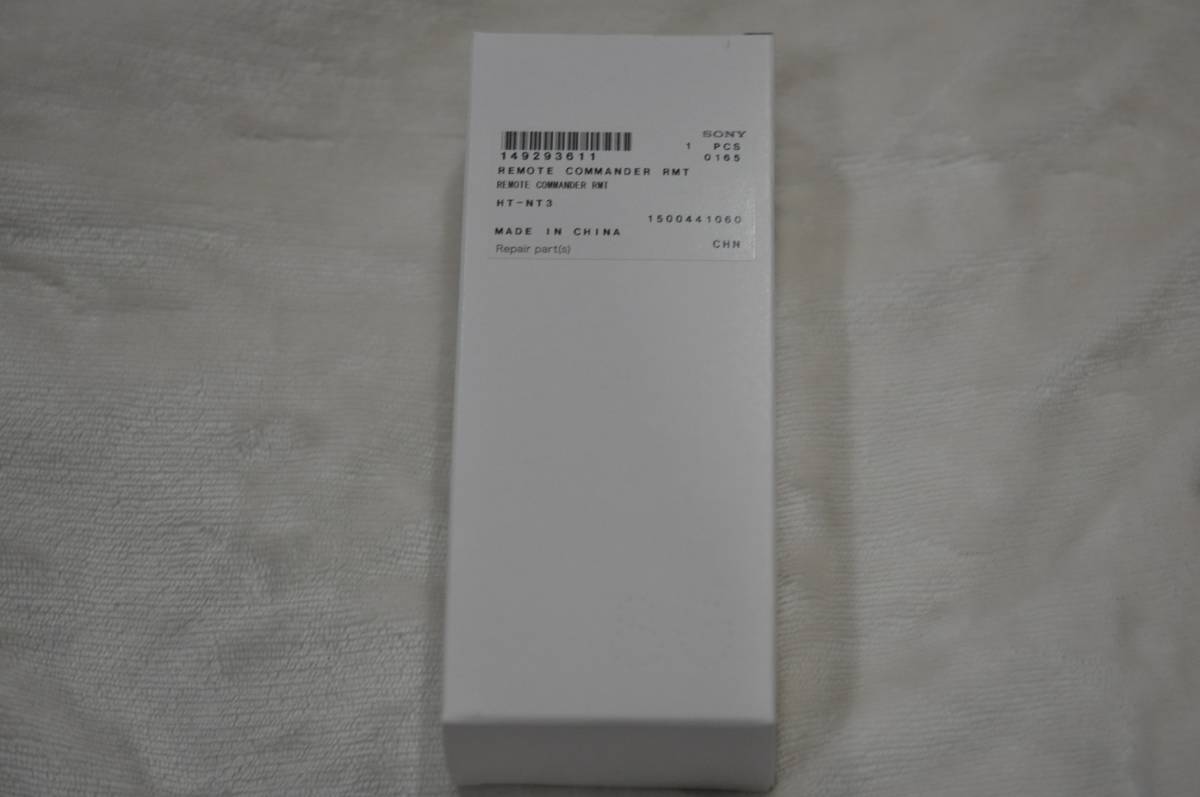 SONY
1 PCS
149293611 0165
REMOTE COMMANDER RMT
REMOTE COMMANDER RMT
HT-NT3
1500441060
MADE IN CHINA
CHN
Repair part(s)